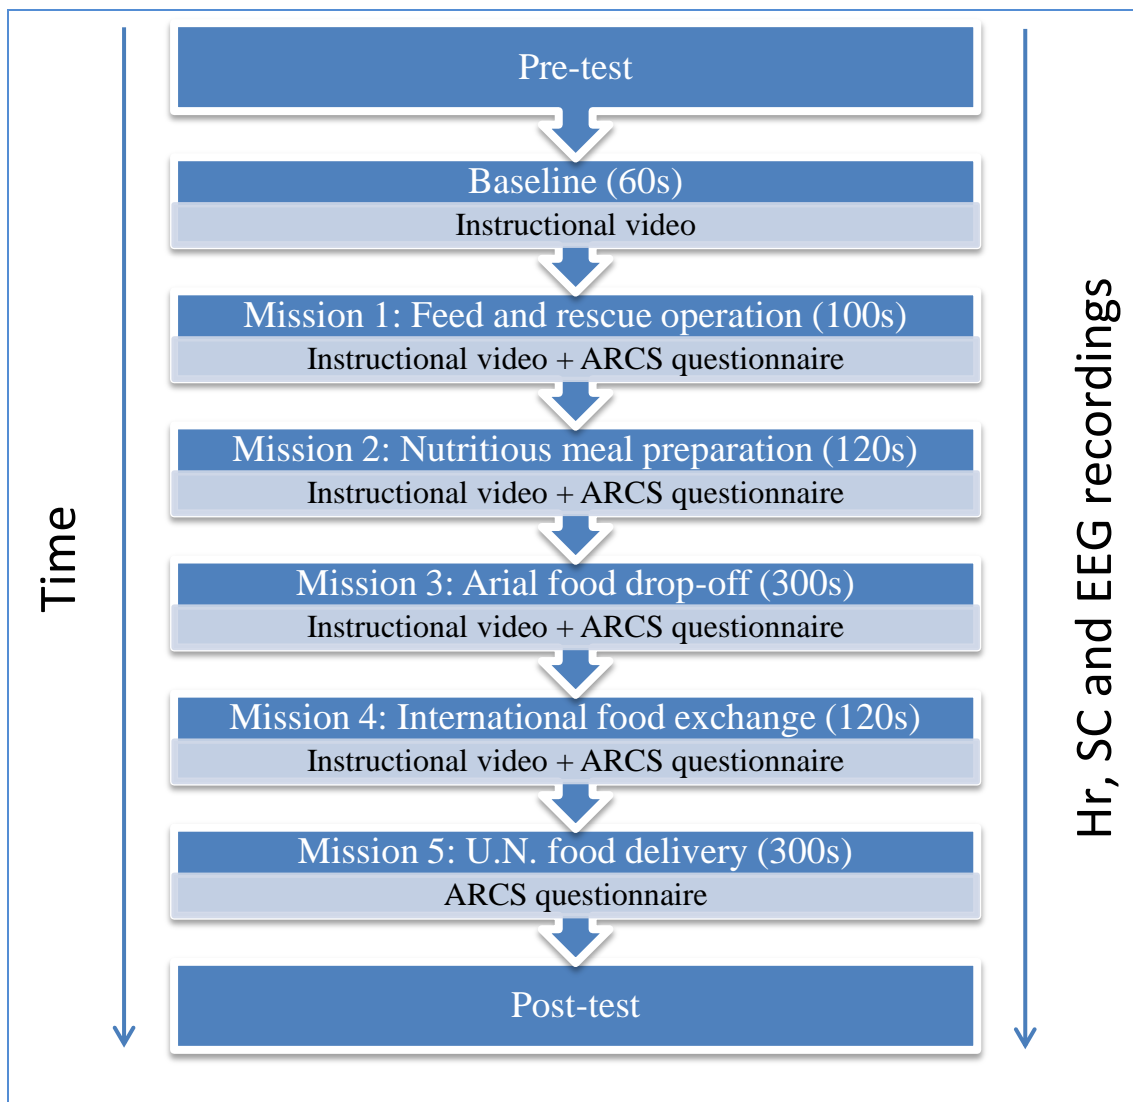 Pre-test
Baseline (60s)
Instructional video
Mission 1: Feed and rescue operation (100s)
Instructional video + ARCS questionnaire
Mission 2: Nutritious meal preparation (120s)
Instructional video + ARCS questionnaire
Mission 3: Arial food drop-off (300s)
Instructional video + ARCS questionnaire
Mission 4: International food exchange (120s)
Instructional video + ARCS questionnaire
Mission 5: U.N. food delivery (300s)
ARCS questionnaire
Post-test
Time
Hr, SC and EEG recordings